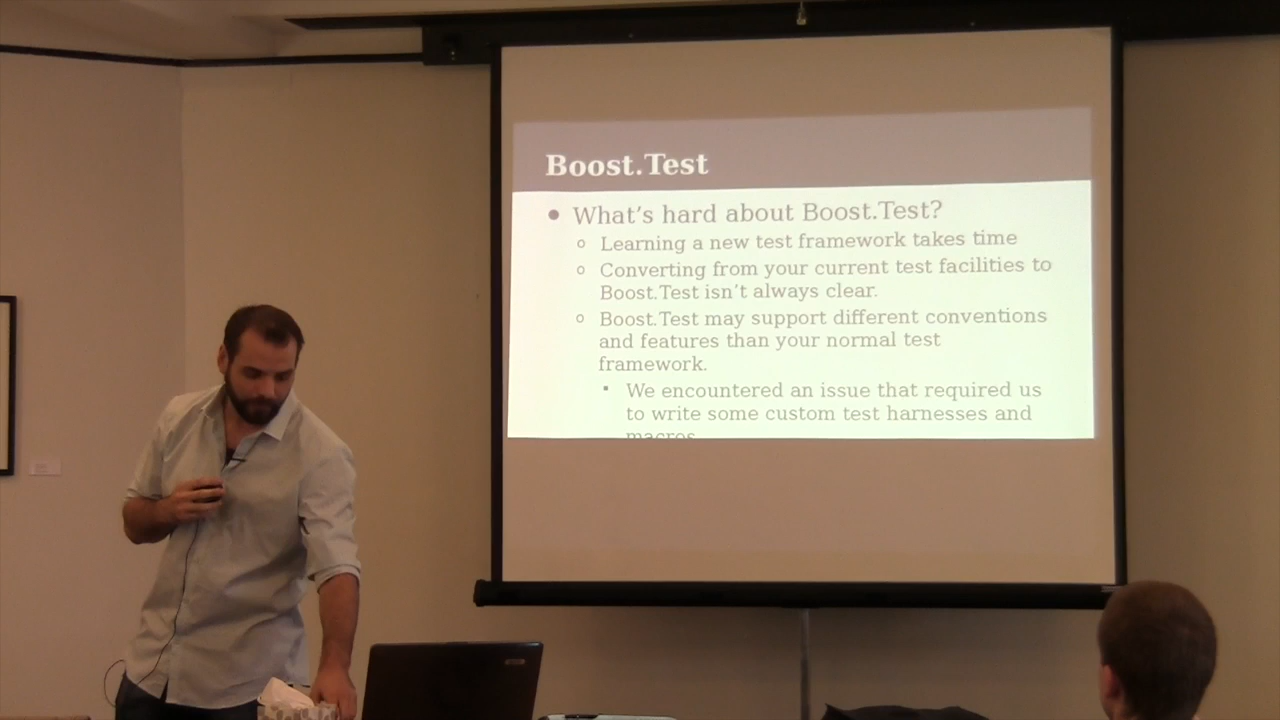 Boost.Test
• What's hard about Boost.Test?
o Learning a new test framework takes time
o Converting from your current test facilities to
Boost.Test isn't always clear.
o Boost.Test may support different conventions
and features than your normal test
framework.
▪ We encountered an issue that required us
to write some custom test harnesses and
macros